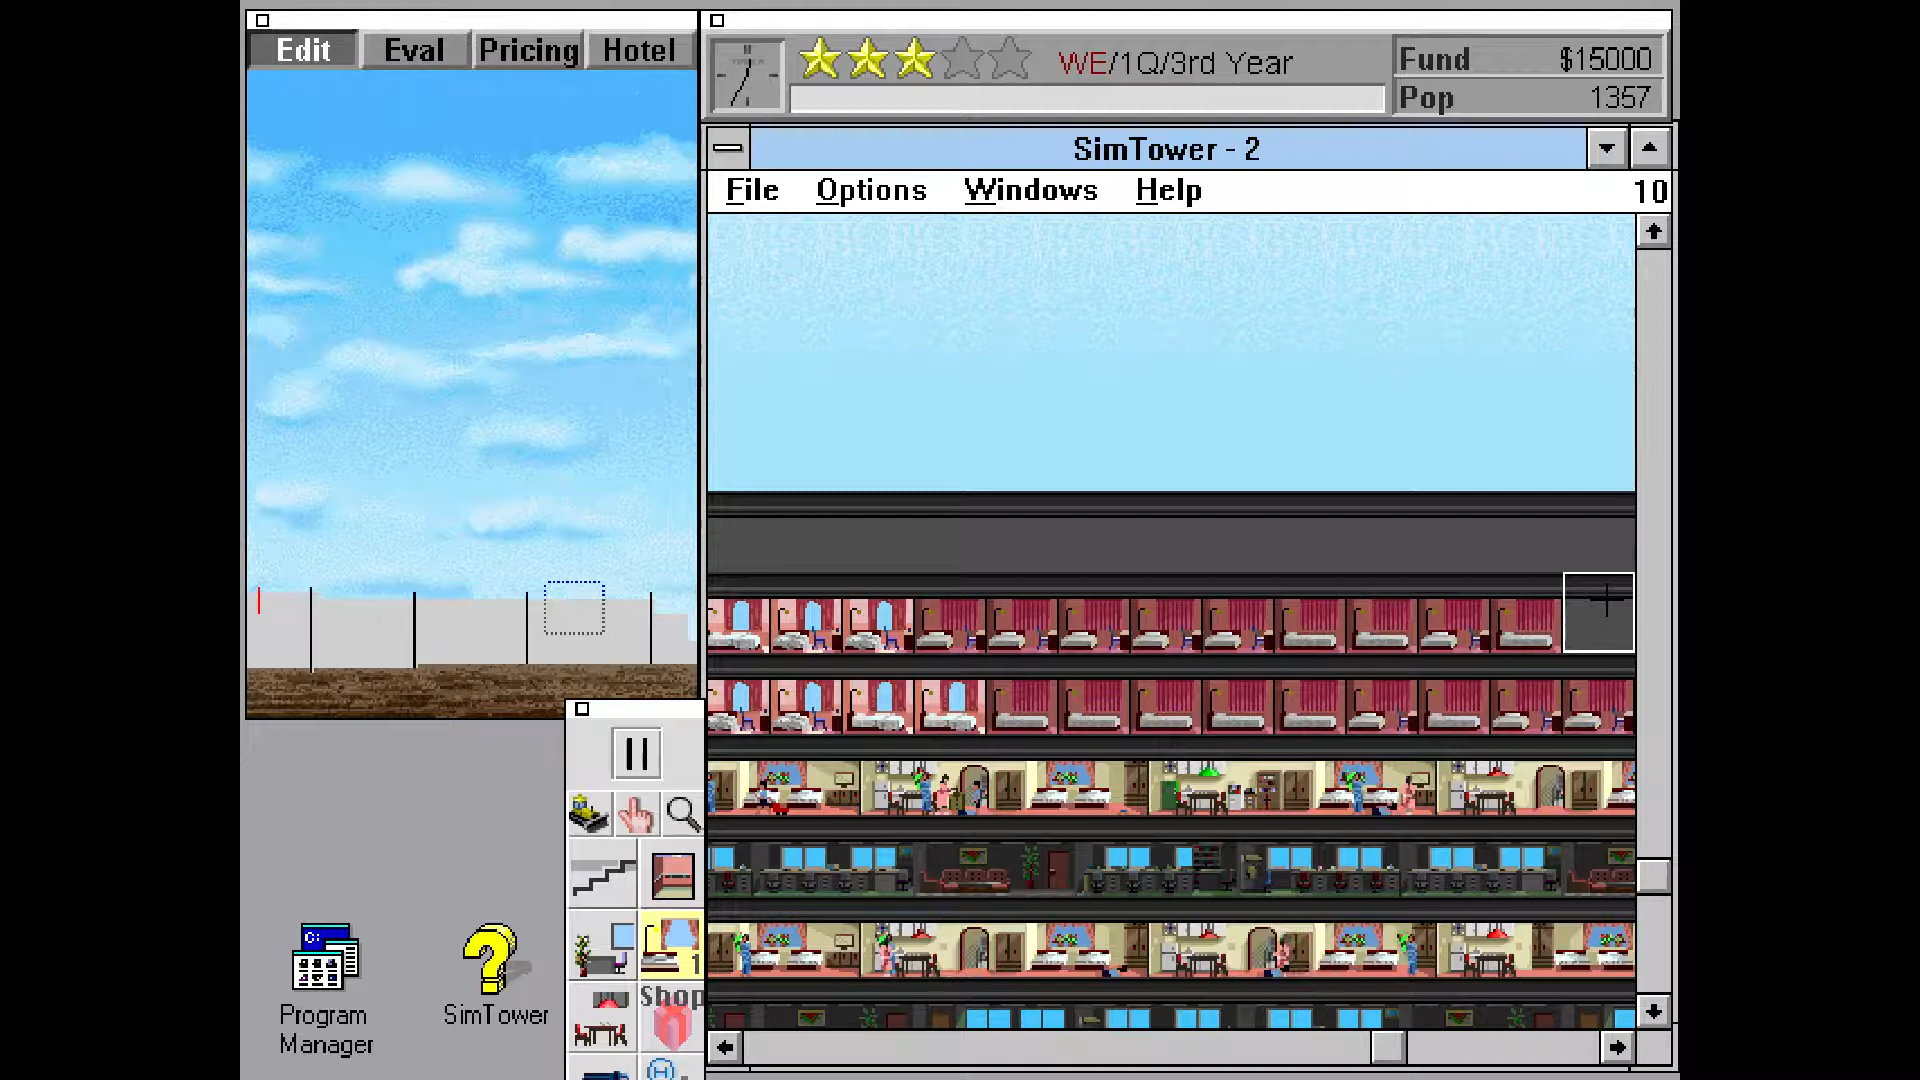 Edit Eval Pricing Hotel
WE/1Q/3rd Year
Fund $15000
Pop 1357
SimTower - 2
File Options Windows Help 10
C:\
1
Shop
H
Program
Manager
SimTower